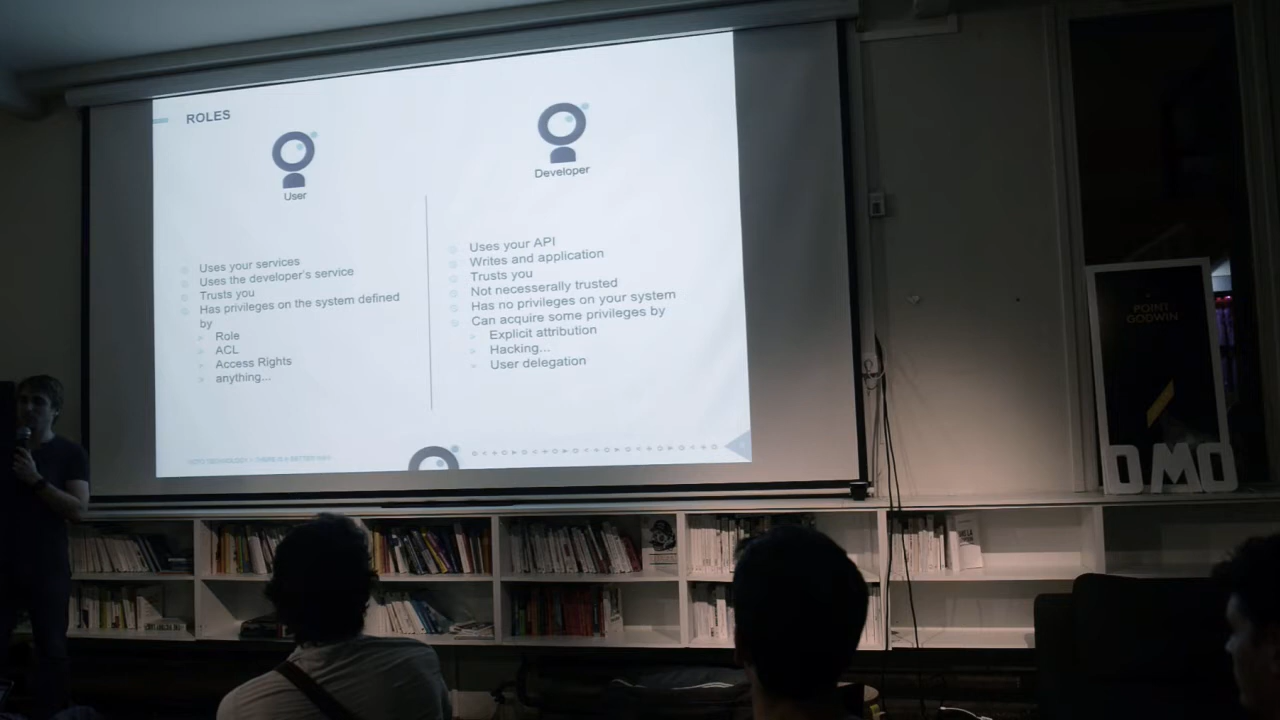 ROLES
User
Uses your services
Uses the developer's service
Trusts you
Has privileges on the system defined
by
Role
ACL
Access Rights
anything...
Developer
Uses your API
Writes and application
Trusts you
Not necesserally trusted
Has no privileges on your system
Can acquire some privileges by
Explicit attribution
Hacking...
User delegation
POINT
GODWIN
OMO